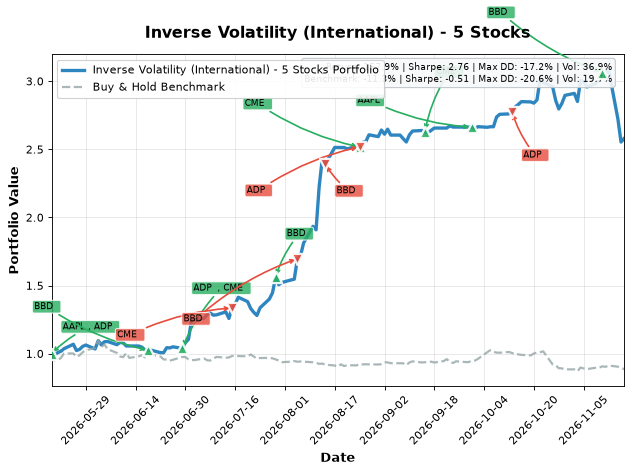 BBD
Inverse Volatility (International) - 5 Stocks
Inverse Volatility (International) - 5 Stocks Portfolio
Buy & Hold Benchmark
| Sharpe: 2.76 | Max DD: -17.2% | Vol: 36.9%
| Sharpe: -0.51 | Max DD: -20.6% | Vol:
CME
AAPL
ADP
BBD
ADP
BBD
ADP, CME
BBD
AAPL, ADP
CME
BBD
3.0
2.5
2.0
1.5
1.0
Portfolio Value
2026-05-29
2026-06-14
2026-06-30
2026-07-16
2026-08-01
2026-08-17
2026-09-02
2026-09-18
2026-10-04
2026-10-20
2026-11-05
Date